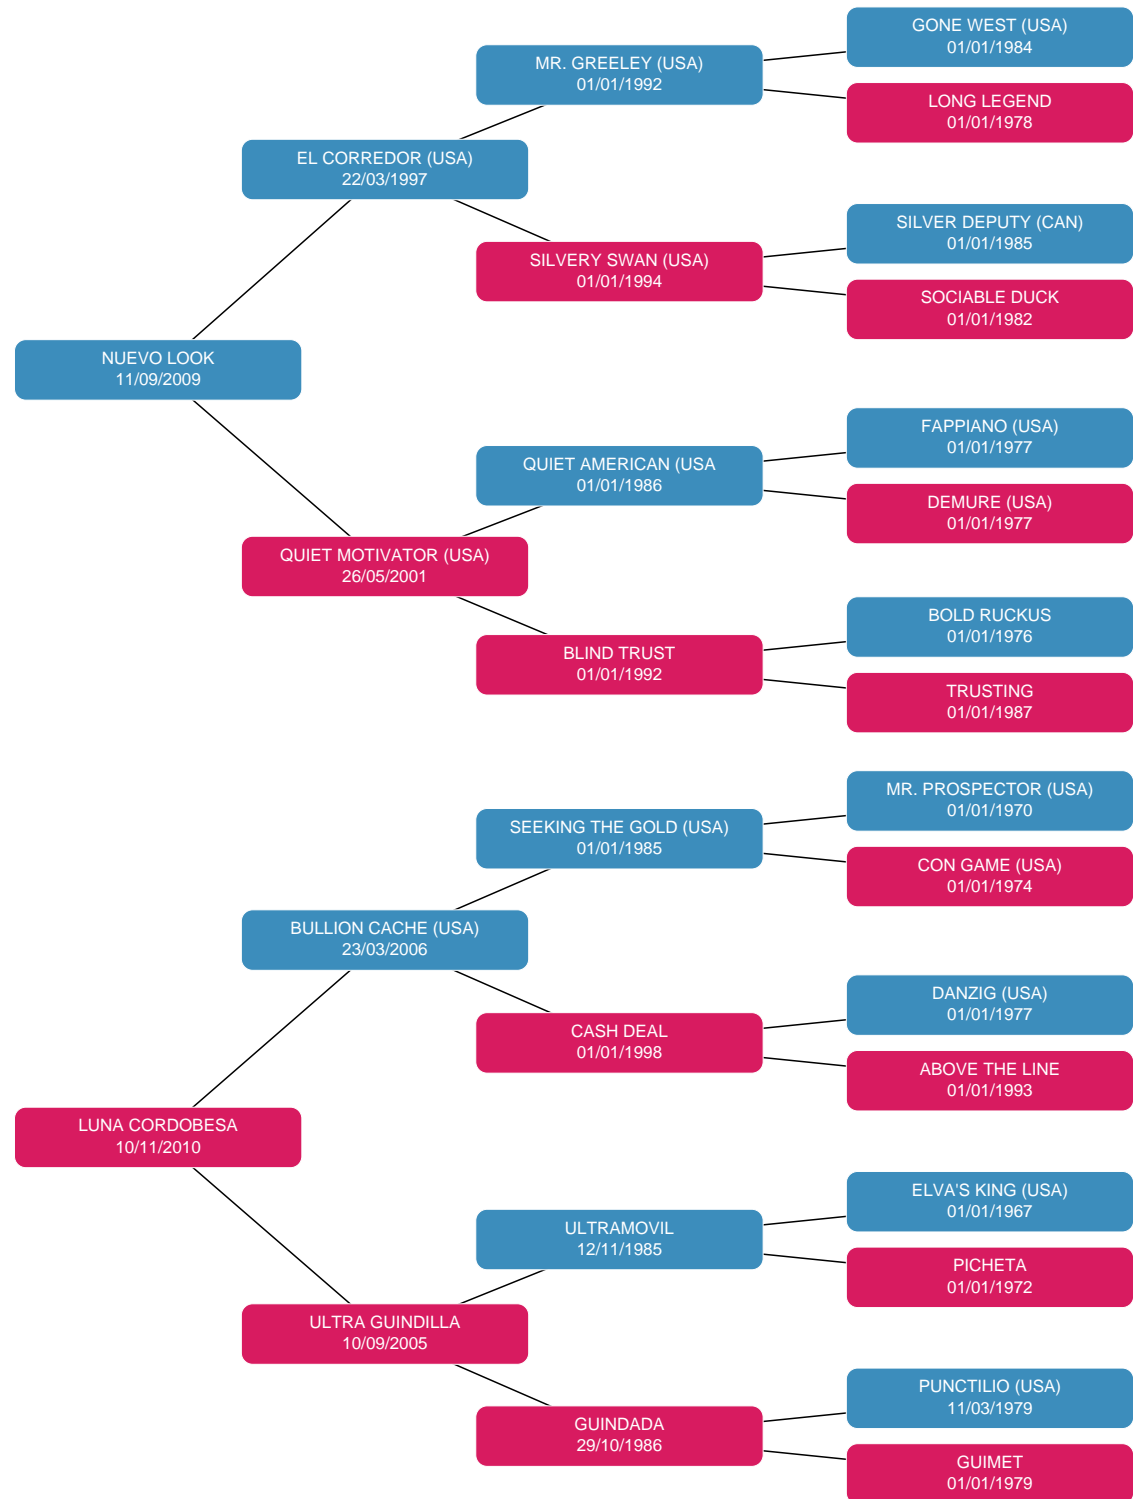 GONE WEST (USA)
01/01/1984
MR. GREELEY (USA)
01/01/1992
LONG LEGEND
01/01/1978
EL CORREDOR (USA)
22/03/1997
SILVER DEPUTY (CAN)
01/01/1985
SILVERY SWAN (USA)
01/01/1994
SOCIABLE DUCK
01/01/1982
NUEVO LOOK
11/09/2009
FAPPIANO (USA)
01/01/1977
QUIET AMERICAN (USA
01/01/1986
DEMURE (USA)
01/01/1977
QUIET MOTIVATOR (USA)
26/05/2001
BOLD RUCKUS
01/01/1976
BLIND TRUST
01/01/1992
TRUSTING
01/01/1987
MR. PROSPECTOR (USA)
01/01/1970
SEEKING THE GOLD (USA)
01/01/1985
CON GAME (USA)
01/01/1974
BULLION CACHE (USA)
23/03/2006
DANZIG (USA)
01/01/1977
CASH DEAL
01/01/1998
ABOVE THE LINE
01/01/1993
LUNA CORDOBESA
10/11/2010
ELVA'S KING (USA)
01/01/1967
ULTRAMOVIL
12/11/1985
PICHETA
01/01/1972
ULTRA GUINDILLA
10/09/2005
PUNCTILIO (USA)
11/03/1979
GUINDADA
29/10/1986
GUIMET
01/01/1979